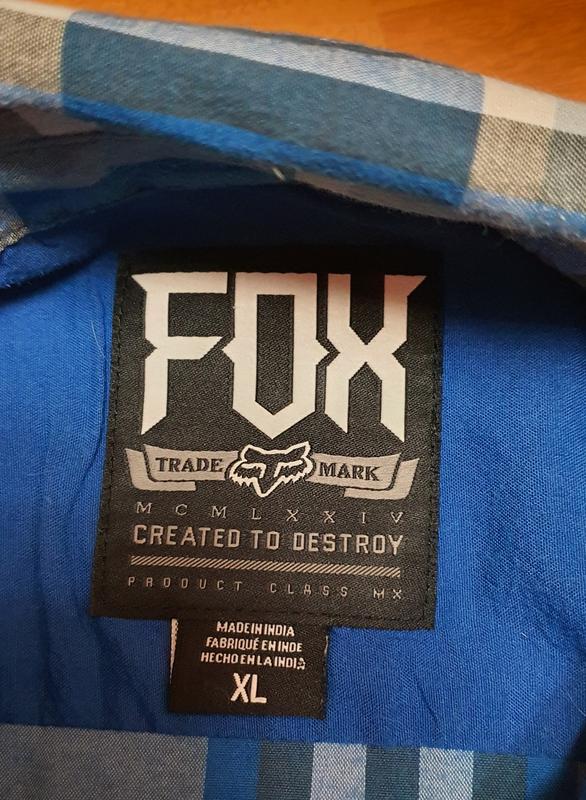 FOX
TRADE MARK
MCMLXXIV
CREATED TO DESTROY
PRODUCT CLASS MX
MADE IN INDIA
FABRIQUÉ EN INDE
HECHO EN LA INDIA
XL